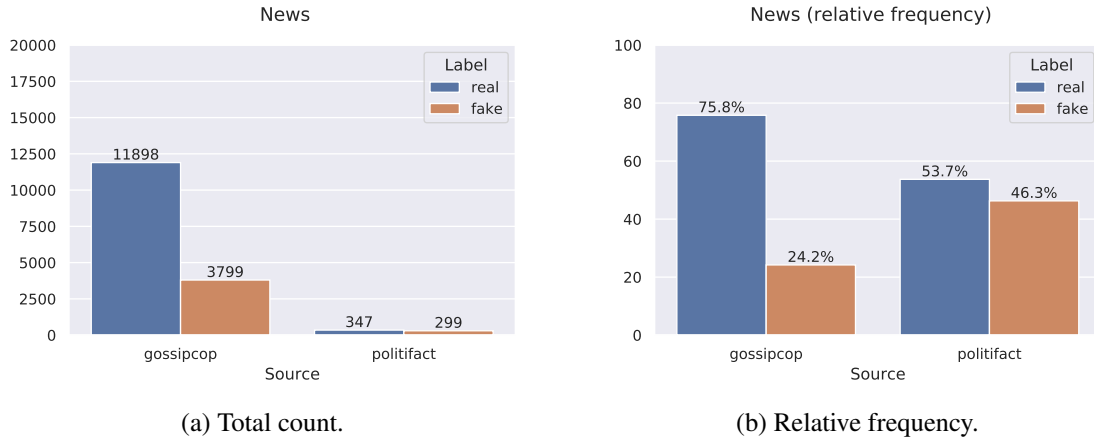 News
20000
17500
15000
12500
10000
7500
5000
2500
0
Label
real
fake
11898
3799
347
299
gossipcop
politifact
Source
(a) Total count.
News (relative frequency)
100
80
60
40
20
0
Label
real
fake
75.8%
24.2%
53.7%
46.3%
gossipcop
politifact
Source
(b) Relative frequency.